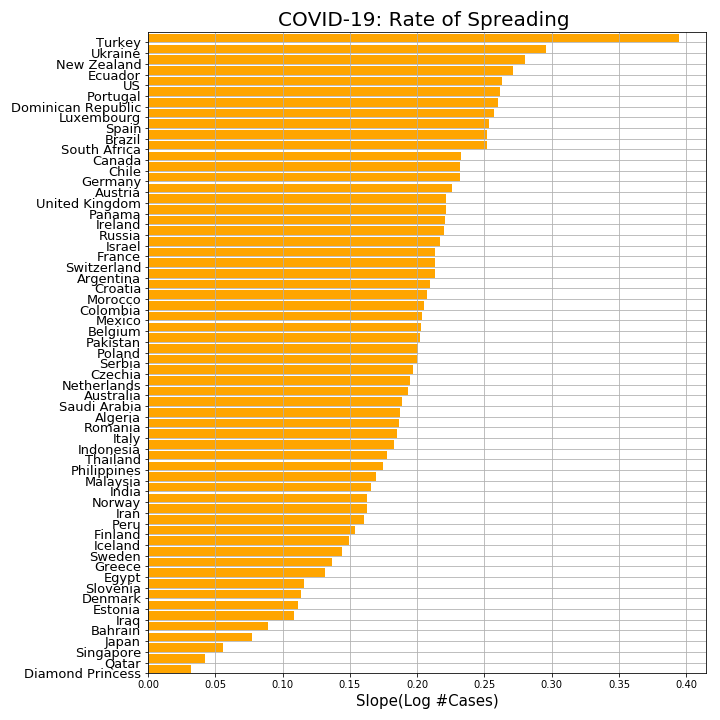 COVID-19: Rate of Spreading
Turkey
Ukraine
New Zealand
Ecuador
US
Portugal
Dominican Republic
Luxembourg
Spain
Brazil
South Africa
Canada
Chile
Germany
Austria
United Kingdom
Panama
Ireland
Russia
Israel
France
Switzerland
Argentina
Croatia
Morocco
Colombia
Mexico
Belgium
Pakistan
Poland
Serbia
Czechia
Netherlands
Australia
Saudi Arabia
Algeria
Romania
Italy
Indonesia
Thailand
Philippines
Malaysia
India
Norway
Iran
Peru
Finland
Iceland
Sweden
Greece
Egypt
Slovenia
Denmark
Estonia
Iraq
Bahrain
Japan
Singapore
Qatar
Diamond Princess
0.00 0.05 0.10 0.15 0.20 0.25 0.30 0.35 0.40
Slope(Log #Cases)